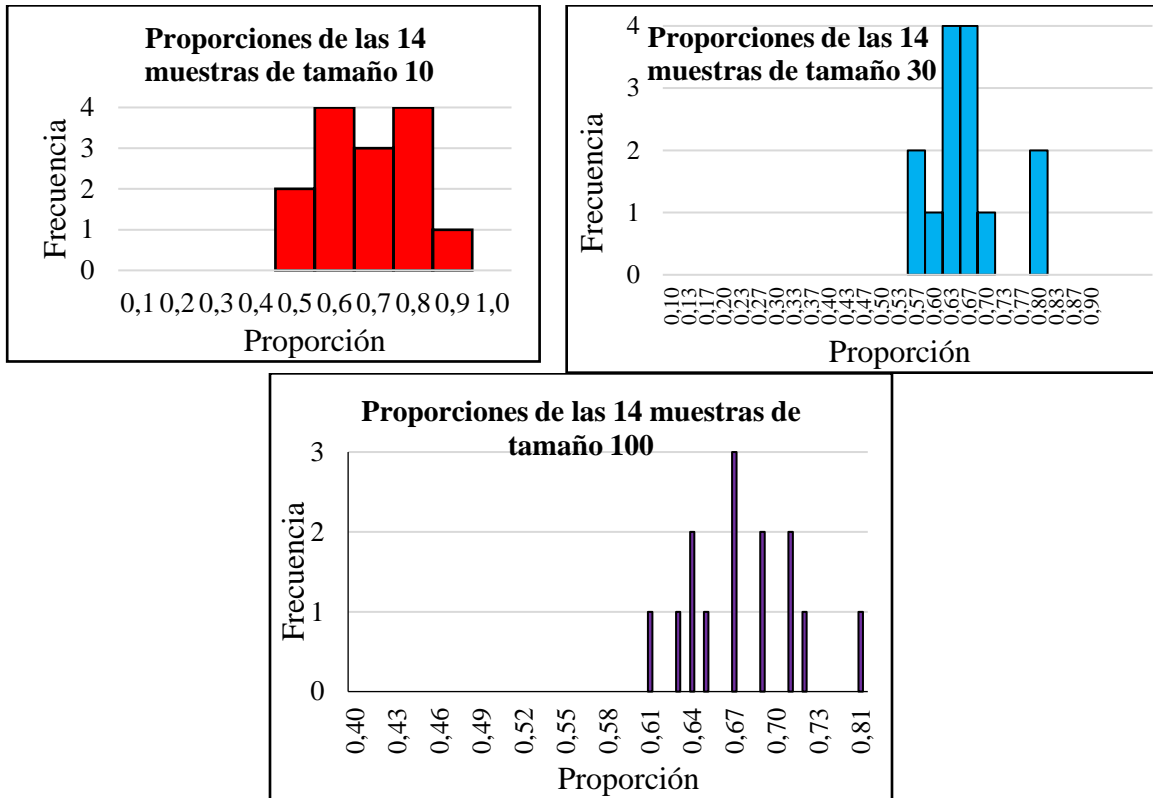 Proporciones de las 14
muestras de tamaño 10
4
3
2
1
0
Frecuencia
0,1 0,2 0,3 0,4 0,5 0,6 0,7 0,8 0,9 1,0
Proporción
Proporciones de las 14
muestras de tamaño 30
4
3
2
1
0
Frecuencia
0,10 0,13 0,17 0,20 0,23 0,27 0,30 0,33 0,37 0,40 0,43 0,47 0,50 0,53 0,57 0,60 0,63 0,67 0,70 0,73 0,77 0,80 0,83 0,87 0,90
Proporción
Proporciones de las 14 muestras de
tamaño 100
3
2
1
0
Frecuencia
0,40 0,43 0,46 0,49 0,52 0,55 0,58 0,61 0,64 0,67 0,70 0,73 0,81
Proporción